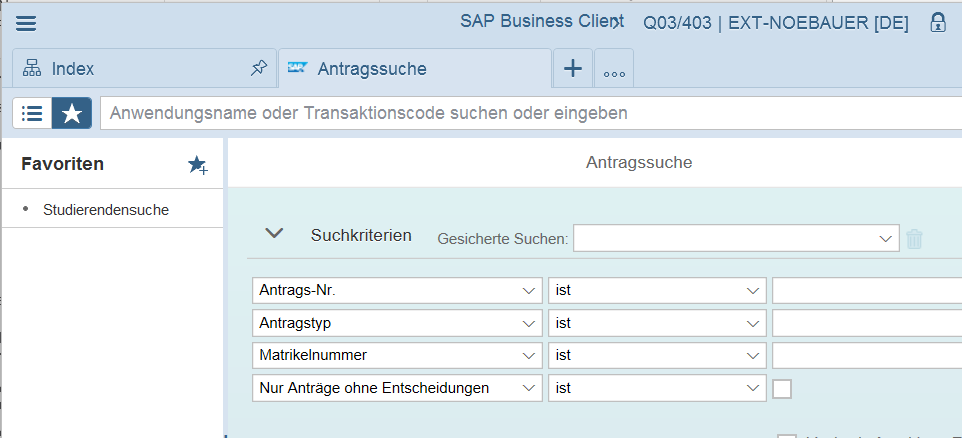 SAP Business Client Q03/403 | EXT-NOEBAUER [DE]
Index
SAP Antragssuche
Anwendungsname oder Transaktionscode suchen oder eingeben
Favoriten
Antragssuche
• Studierendensuche
Suchkriterien Gesicherte Suchen:
Antrags-Nr. ist
Antragstyp ist
Matrikelnummer ist
Nur Anträge ohne Entscheidungen ist